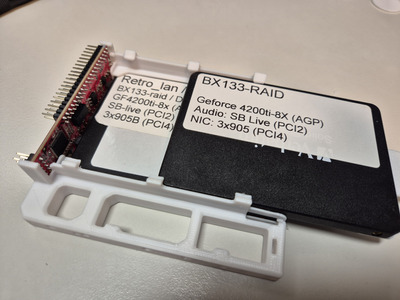 Retro_lan
BX133-raid / D
GF4200ti-8x (A
SB-live (PCI2)
3x905B (PCI4)
BX133-RAID
Geforce 4200ti-8X (AGP)
Audio: SB Live (PCI2)
NIC: 3x905 (PCI4)